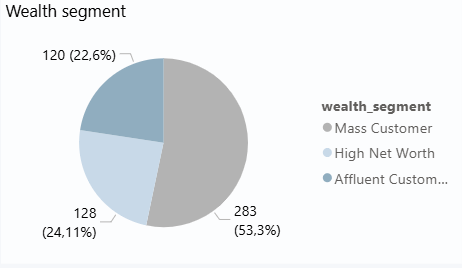 Wealth segment
120 (22,6%)
wealth_segment
Mass Customer
High Net Worth
Affluent Custom...
128
(24,11%)
283
(53,3%)